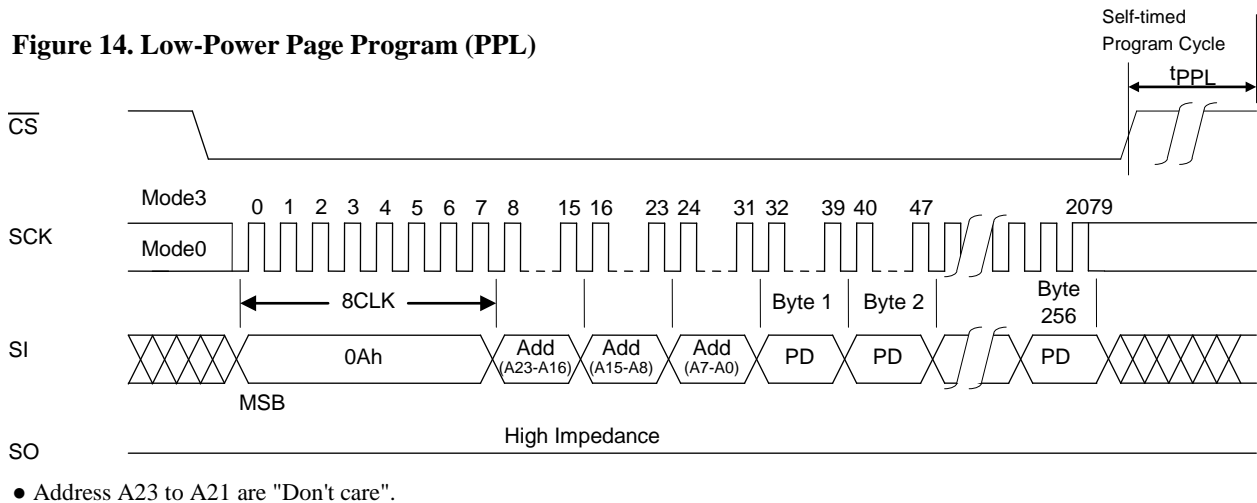 Figure 14. Low-Power Page Program (PPL)
Self-timed
Program Cycle
tPPL
CS
Mode3
0 1 2 3 4 5 6 7 8 15 16 23 24 31 32 39 40 47 2079
SCK
Mode0
8CLK
Byte 1
Byte 2
Byte
256
SI
0Ah
Add
(A23-A16)
Add
(A15-A8)
Add
(A7-A0)
PD
PD
PD
MSB
High Impedance
SO
● Address A23 to A21 are "Don't care".